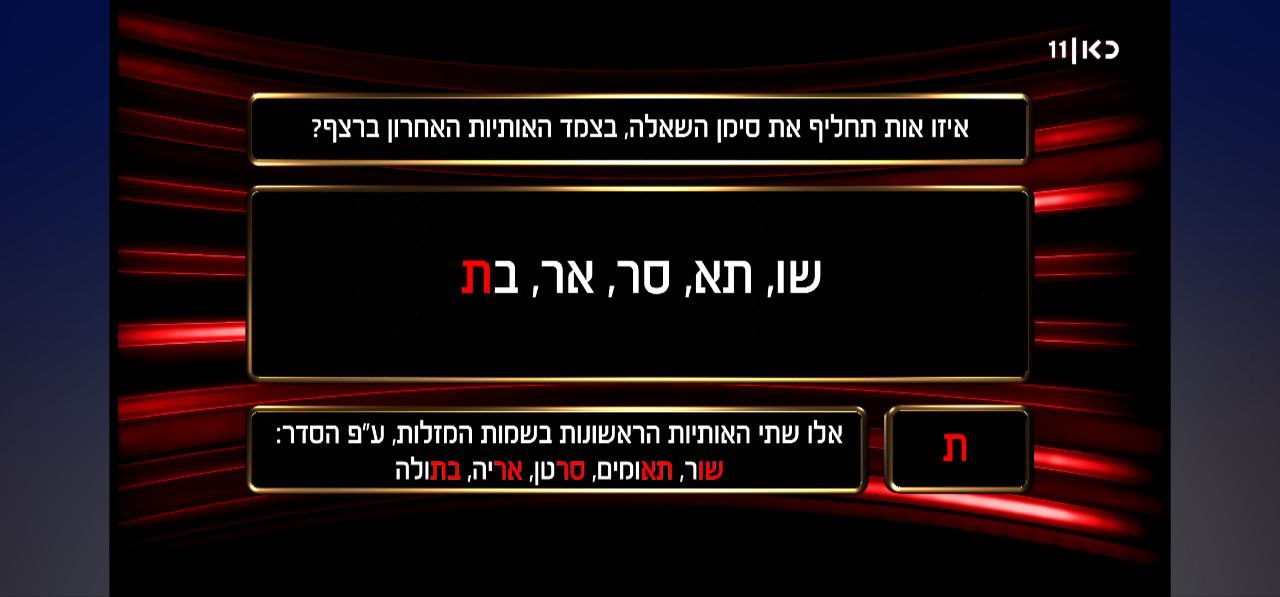 כאן|11
איזו אות תחליף את סימן השאלה, בצמד האותיות האחרון ברצף?
שו, תא, סר, אר, בת
ת
אלו שתי האותיות הראשונות בשמות המזלות, ע"פ הסדר:
שור, תאומים, סרטן, אריה, בתולה